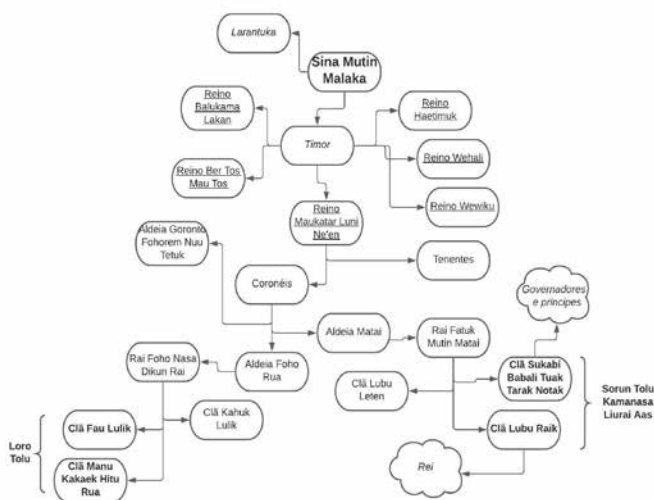 Larantuka
Sina Mutin
Malaka
Reino
Balukama
Lakan
Reino
Haetimuk
Timor
Reino Wehali
Reino Ber Tos
Mau Tos
Reino Wewiku
Reino
Maukatar Luni
Ne'en
Aldeia Goronto
Fohorem Nuu
Tetuk
Tenentes
Coronéis
Governadores
e principes
Aldeia Matai
Rai Fatuk
Mutin Matai
Rai Foho Nasa
Dikun Rai
Aldeia Foho
Rua
Clã Sukabi
Babali Tuak
Tarak Notak
Clã Lubu
Leten
Sorun Tolu
Kamanasa
Liurai Aas
Clã Kahuk
Lulik
Clã Fau Lulik
Clã Lubu Raik
Loro
Tolu
Clã Manu
Kakaek Hitu
Rua
Rei